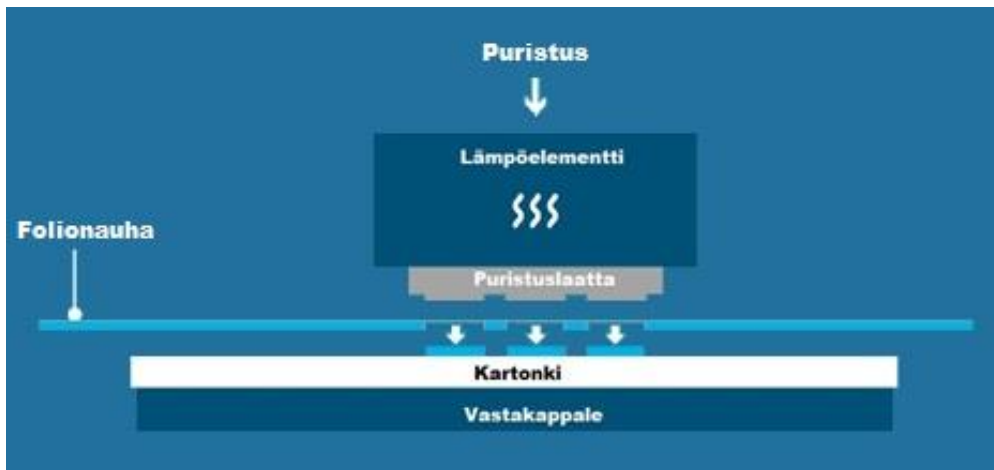 Puristus
Lämpöelementti
Folionauha
Puristuslaatta
Kartonki
Vastakappale